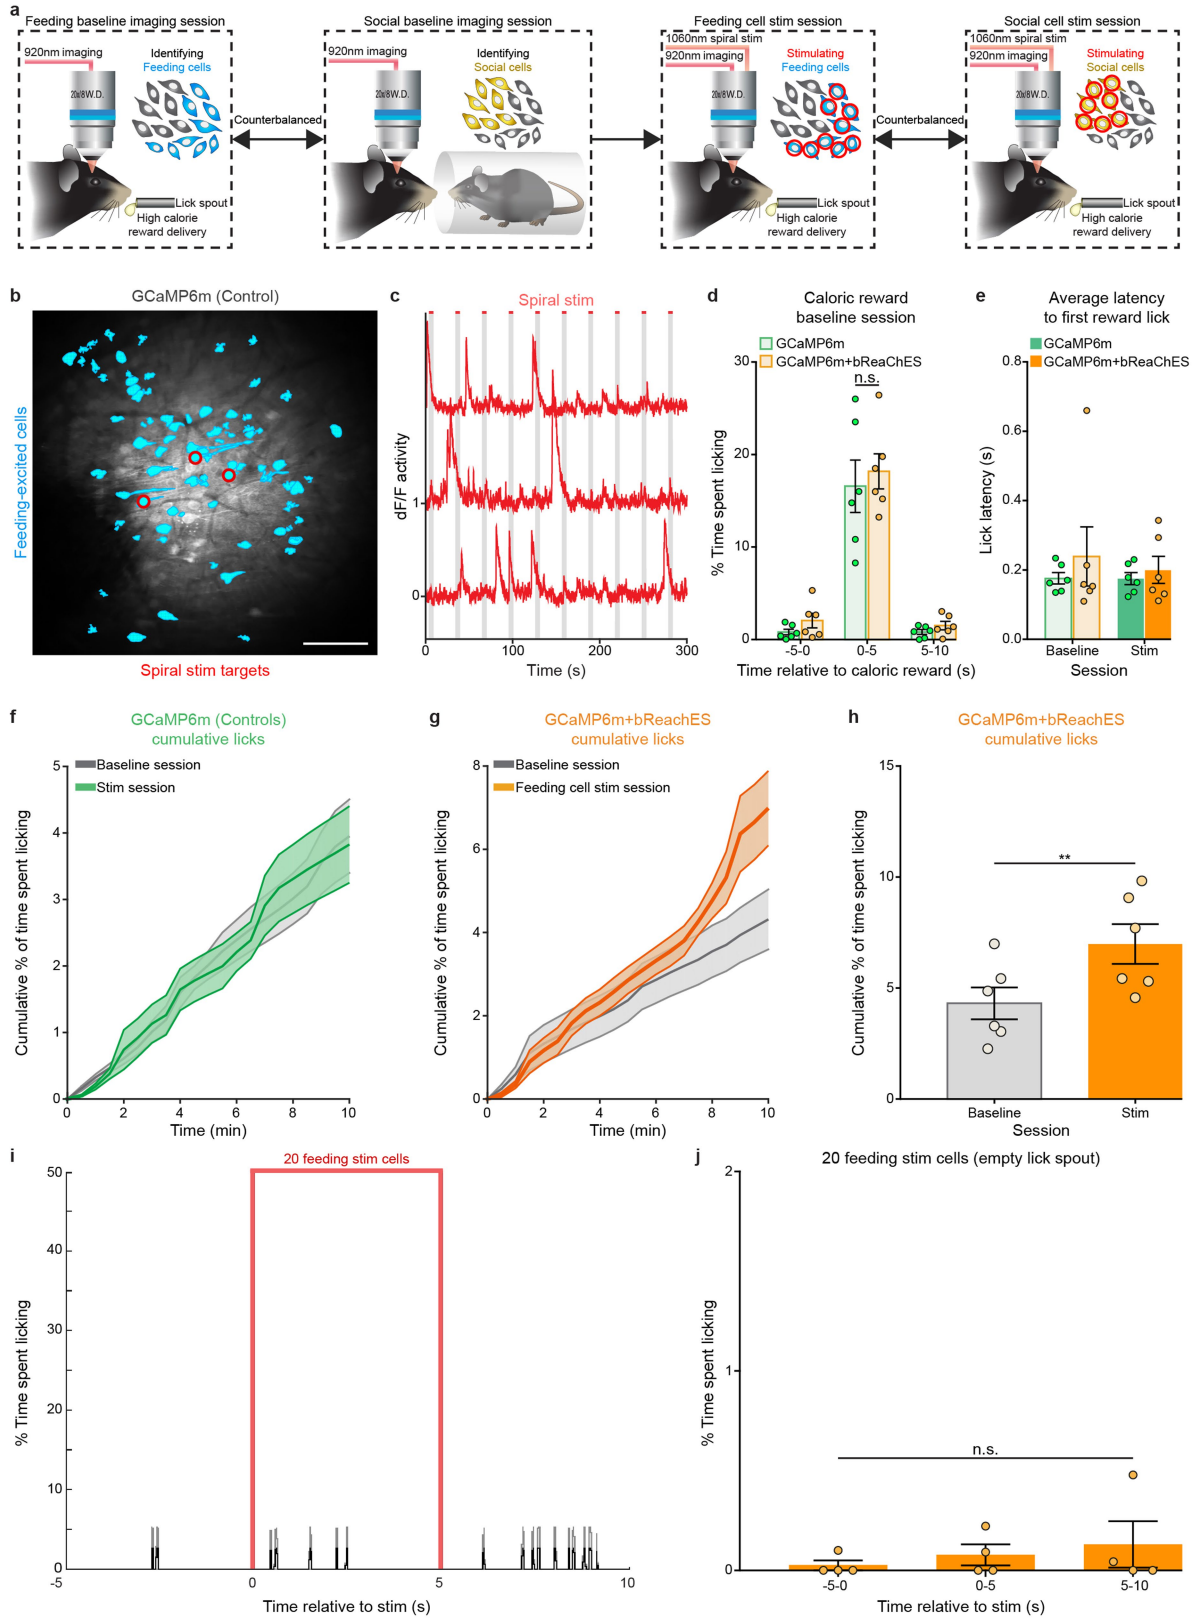 a
Feeding baseline imaging session
920nm imaging
Identifying
Feeding cells
20x/8W.D.
Lick spout
High calorie
reward delivery
Counterbalanced
Social baseline imaging session
920nm imaging
Identifying
Social cells
20x/8W.D.
Feeding cell stim session
1060nm spiral stim
920nm imaging
Stimulating
Feeding cells
20x/8W.D.
Lick spout
High calorie
reward delivery
Counterbalanced
Social cell stim session
1060nm spiral stim
920nm imaging
Stimulating
Social cells
20x/8W.D.
Lick spout
High calorie
reward delivery
b
GCaMP6m (Control)
Feeding-excited cells
Spiral stim targets
c
Spiral stim
dF/F activity
1
0
0
150
300
Time (s)
d
Caloric reward
baseline session
GCaMP6m
GCaMP6m+bReaChES
n.s.
% Time spent licking
30
20
10
0
-5-0
0-5
5-10
Time relative to caloric reward (s)
e
Average latency
to first reward lick
GCaMP6m
GCaMP6m+bReaChES
Lick latency (s)
0.8
0.6
0.4
0.2
0.0
Baseline
Stim
Session
f
GCaMP6m (Controls)
cumulative licks
Baseline session
Stim session
Cumulative % of time spent licking
5
4
3
2
1
0
0
2
4
6
8
10
Time (min)
g
GCaMP6m+bReachES
cumulative licks
Baseline session
Feeding cell stim session
Cumulative % of time spent licking
8
6
4
2
0
0
2
4
6
8
10
Time (min)
h
GCaMP6m+bReachES
cumulative licks
**
Cumulative % of time spent licking
15
10
5
0
Baseline
Stim
Session
i
20 feeding stim cells
% Time spent licking
50
40
30
20
10
0
-5
0
5
10
Time relative to stim (s)
j
20 feeding stim cells (empty lick spout)
n.s.
% Time spent licking
2
1
0
-5-0
0-5
5-10
Time relative to stim (s)